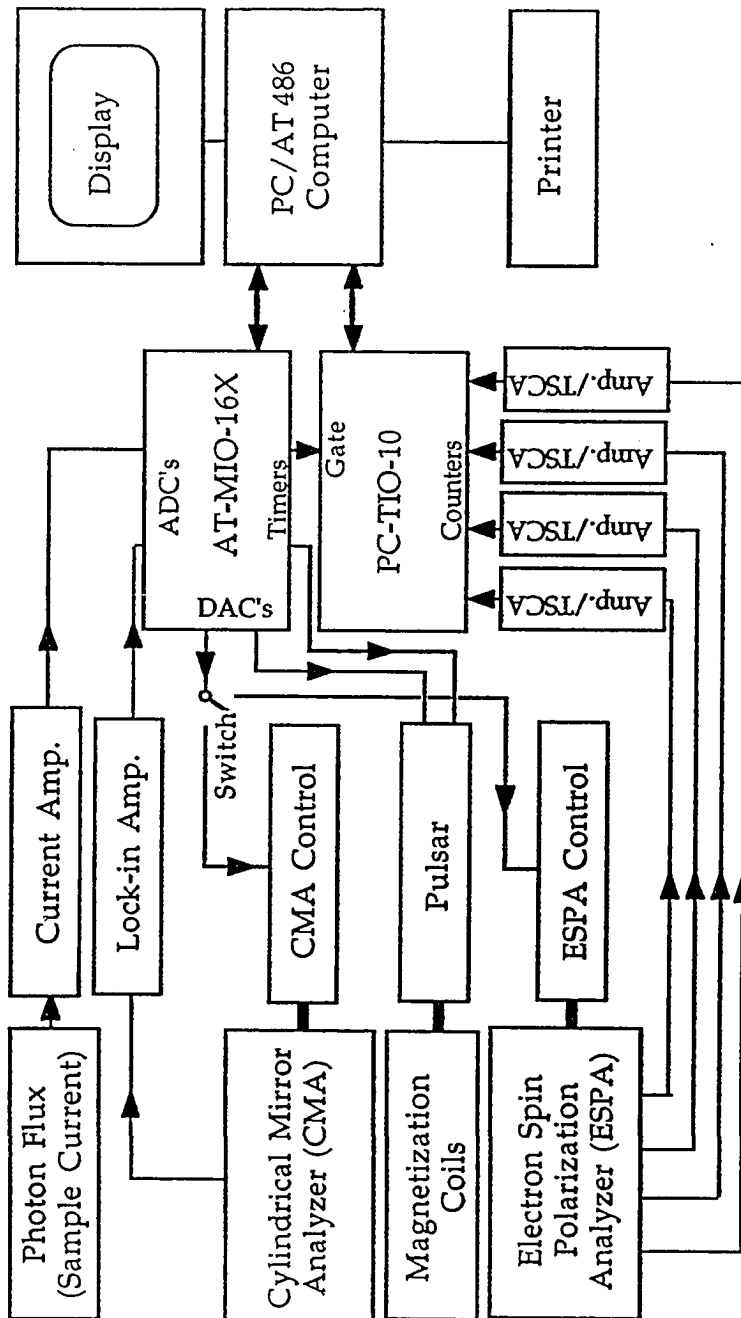 Photon Flux
(Sample Current)
Current Amp.
Lock-in Amp.
Cylindrical Mirror
Analyzer (CMA)
CMA Control
Switch
Magnetization
Coils
Pulsar
Electron Spin
Polarization
Analyzer (ESPA)
ESPA Control
ADC's
AT-MIO-16X
DAC's
Timers
Gate
PC-TIO-10
Counters
Amp./TSCA
Amp./TSCA
Amp./TSCA
Amp./TSCA
Display
PC/AT 486
Computer
Printer